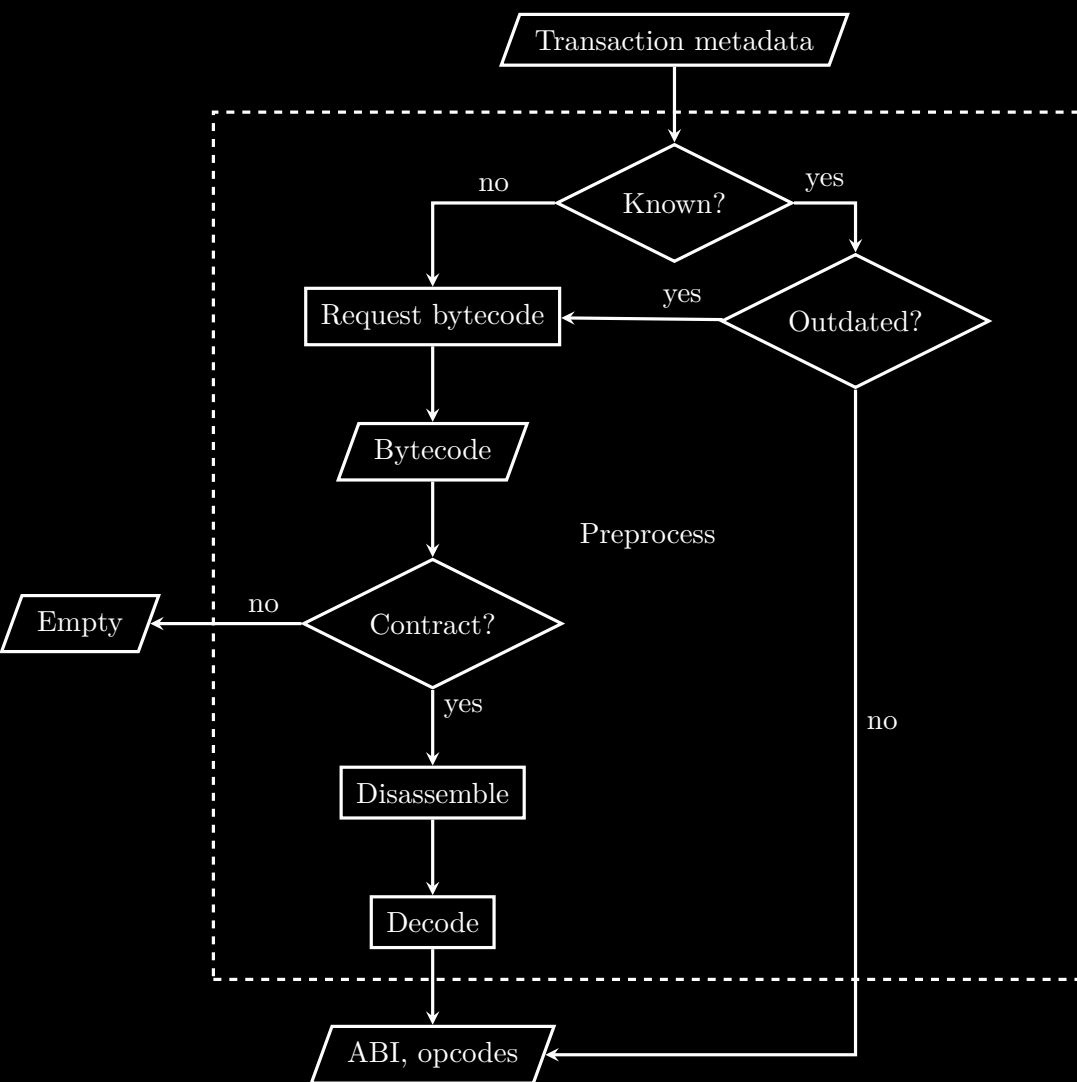 Transaction metadata
no
yes
Known?
Request bytecode
yes
Outdated?
Bytecode
Preprocess
Empty
no
Contract?
yes
no
Disassemble
Decode
ABI, opcodes